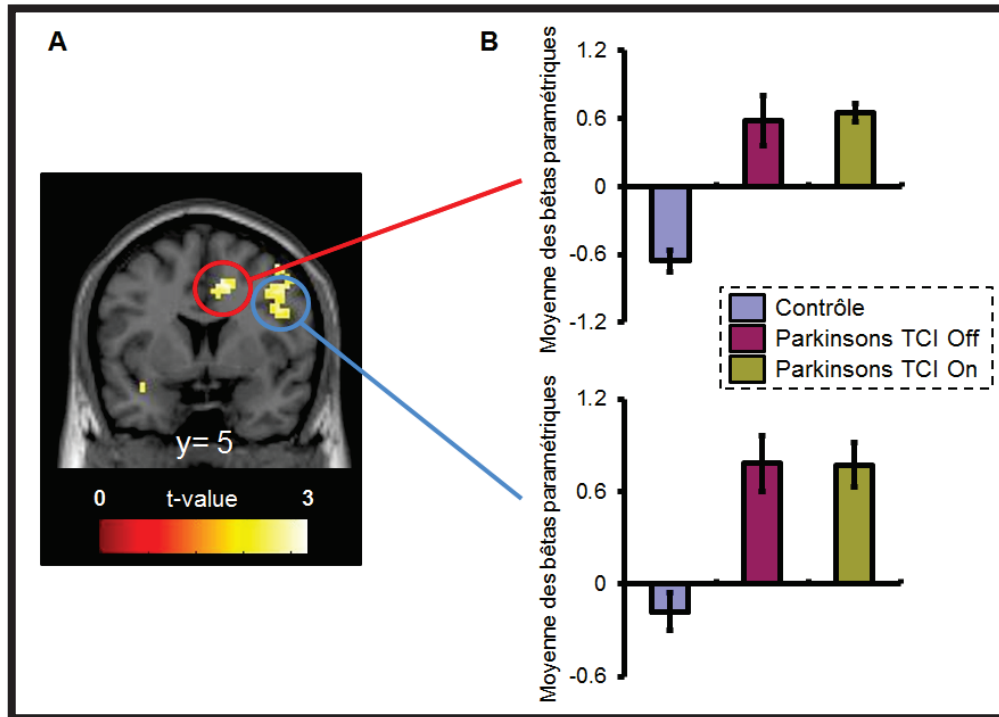 A
y= 5
0 t-value 3
B
Moyenne des bêtas paramétriques
1.2
0.6
0
-0.6
-1.2
Contrôle
Parkinsons TCI Off
Parkinsons TCI On
Moyenne des bêtas paramétriques
1.2
0.6
0
-0.6